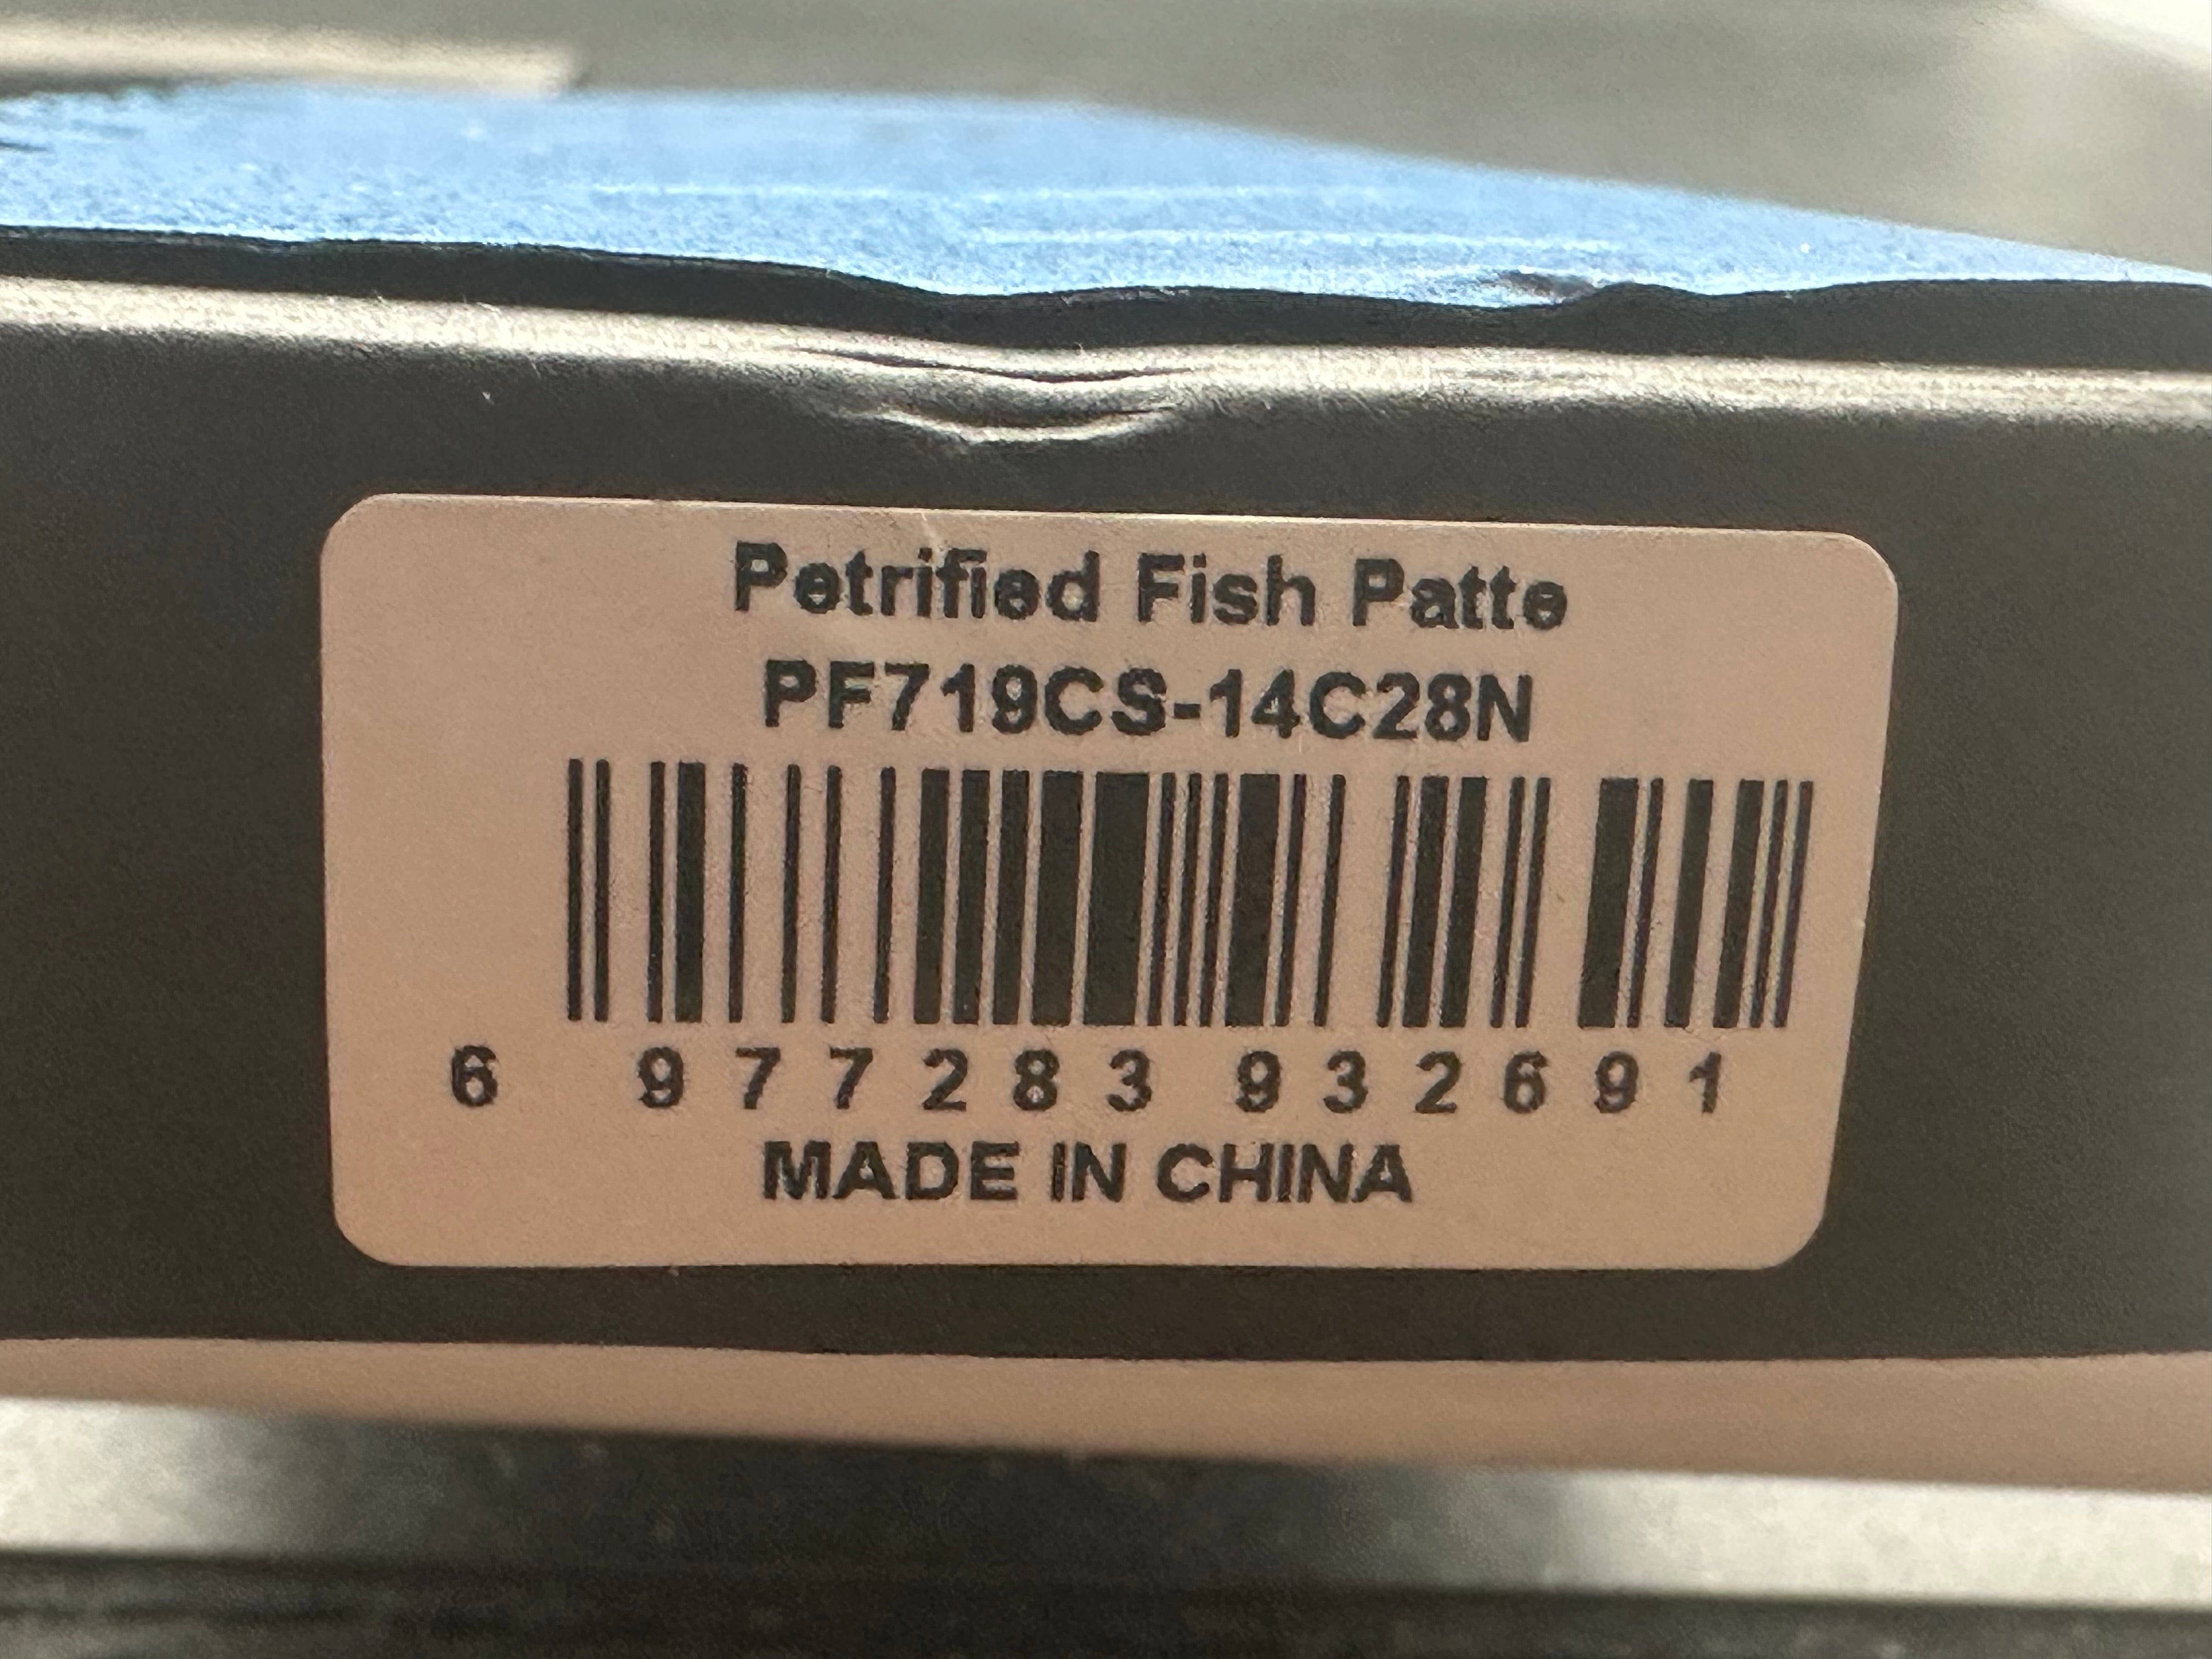 Petrified Fish Patte
PF719CS-14C28N
6 977283 932691
MADE IN CHINA